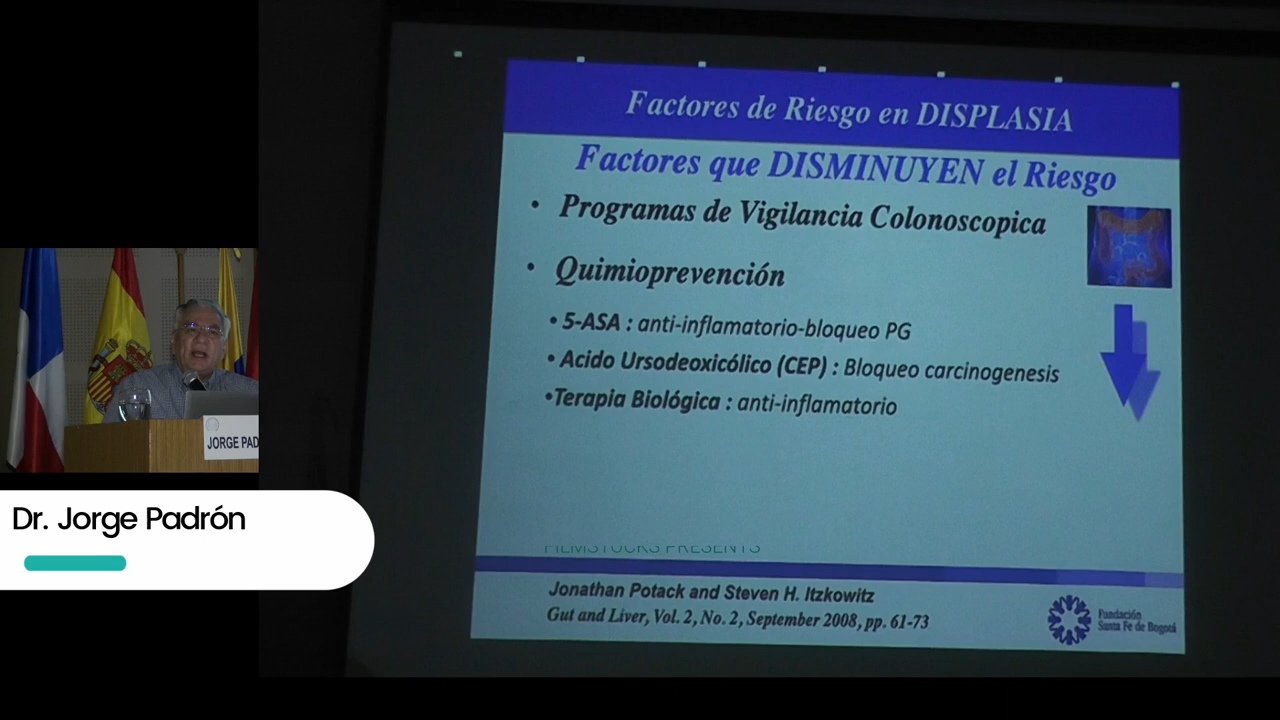 Factores de Riesgo en DISPLASIA
Factores que DISMINUYEN el Riesgo
• Programas de Vigilancia Colonoscopica
• Quimioprevención
• 5-ASA : anti-inflamatorio-bloqueo PG
• Acido Ursodeoxicólico (CEP) : Bloqueo carcinogenesis
•Terapia Biológica : anti-inflamatorio
Jonathan Potack and Steven H. Itzkowitz
Gut and Liver, Vol. 2, No. 2, September 2008, pp. 61-73
Fundación
Santa Fe de Bogotá
JORGE PAD
Dr. Jorge Padrón